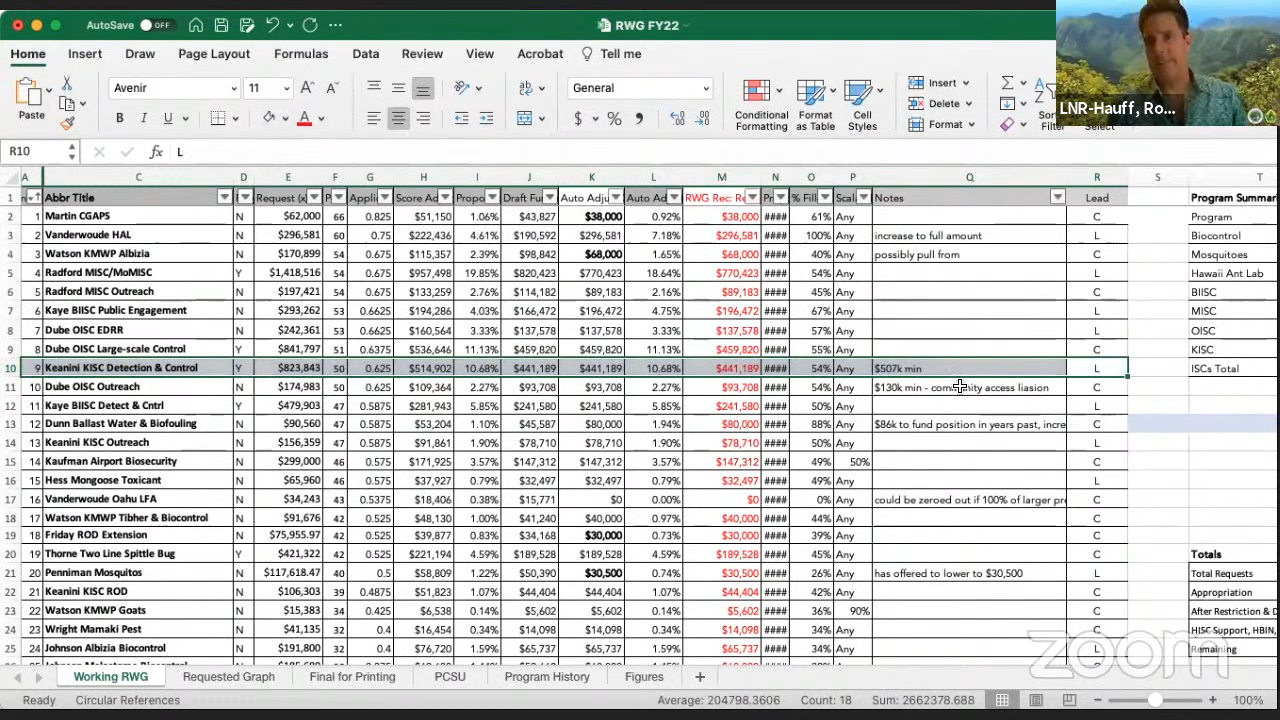 AutoSave OFF RWG FY22
Home Insert Draw Page Layout Formulas Data Review View Acrobat Tell me
Avenir 11 General Insert
Paste Conditional Formatting Format as Table Cell Styles Delete
B I U Format Sort Filter Select
LNR-Hauff, Ro...
R10 fx L
A C D E F G H I J K L M N O P Q R S T
1 Abbr Title Request (x Appli Score Ad Propo Draft Fu Auto Adju Auto Ad RWG Rec: Re Pr % Fill Scal Notes Lead Program Summar
2 1 Martin CGAPS N $62,000 66 0.825 $51,150 1.06% $43,827 $38,000 0.92% $38,000 #### 61% Any C Program
3 2 Vanderwoude HAL N $296,581 60 0.75 $222,436 4.61% $190,592 $296,581 7.18% $296,581 #### 100% Any increase to full amount L Biocontrol
4 3 Watson KMWP Albizia N $170,899 54 0.675 $115,357 2.39% $98,842 $68,000 1.65% $68,000 #### 40% Any possibly pull from C Mosquitoes
5 4 Radford MISC/MoMISC Y $1,418,516 54 0.675 $957,498 19.85% $820,423 $770,423 18.64% $770,423 #### 54% Any L Hawaii Ant Lab
6 5 Radford MISC Outreach N $197,421 54 0.675 $133,259 2.76% $114,182 $89,183 2.16% $89,183 #### 45% Any C BIISC
7 6 Kaye BIISC Public Engagement N $293,262 53 0.6625 $194,286 4.03% $166,472 $196,472 4.75% $196,472 #### 67% Any L MISC
8 7 Dube OISC EDRR N $242,361 53 0.6625 $160,564 3.33% $137,578 $137,578 3.33% $137,578 #### 57% Any L OISC
9 8 Dube OISC Large-scale Control Y $841,797 51 0.6375 $536,646 11.13% $459,820 $459,820 11.13% $459,820 #### 55% Any C KISC
10 9 Keanini KISC Detection & Control Y $823,843 50 0.625 $514,902 10.68% $441,189 $441,189 10.68% $441,189 #### 54% Any $507k min L ISCs Total
11 10 Dube OISC Outreach N $174,983 50 0.625 $109,364 2.27% $93,708 $93,708 2.27% $93,708 #### 54% Any $130k min - community access liasion C
12 11 Kaye BIISC Detect & Cntrl Y $479,903 47 0.5875 $281,943 5.85% $241,580 $241,580 5.85% $241,580 #### 50% Any L
13 12 Dunn Ballast Water & Biofouling N $90,560 47 0.5875 $53,204 1.10% $45,587 $80,000 1.94% $80,000 #### 88% Any $86k to fund position in years past, incre C
14 13 Keanini KISC Outreach N $156,359 47 0.5875 $91,861 1.90% $78,710 $78,710 1.90% $78,710 #### 50% Any L
15 14 Kaufman Airport Biosecurity N $299,000 46 0.575 $171,925 3.57% $147,312 $147,312 3.57% $147,312 #### 49% 50% C
16 15 Hess Mongoose Toxicant N $65,960 46 0.575 $37,927 0.79% $32,497 $32,497 0.79% $32,497 #### 49% Any L
17 16 Vanderwoude Oahu LFA N $34,243 43 0.5375 $18,406 0.38% $15,771 $0 0.00% $0 #### 0% Any could be zeroed out if 100% of larger pr C
18 17 Watson KMWP Tibher & Biocontrol N $91,676 42 0.525 $48,130 1.00% $41,240 $40,000 0.97% $40,000 #### 44% Any C
19 18 Friday ROD Extension N $75,955.97 42 0.525 $39,877 0.83% $34,168 $30,000 0.73% $30,000 #### 39% Any C
20 19 Thorne Two Line Spittle Bug Y $421,322 42 0.525 $221,194 4.59% $189,528 $189,528 4.59% $189,528 #### 45% Any C Totals
21 20 Penniman Mosquitos N $117,618.47 40 0.5 $58,809 1.22% $50,390 $30,500 0.74% $30,500 #### 26% Any has offered to lower to $30,500 L Total Requests
22 21 Keanini KISC ROD N $106,303 39 0.4875 $51,823 1.07% $44,404 $44,404 1.07% $44,404 #### 42% Any C Appropriation
23 22 Watson KMWP Goats N $15,383 34 0.425 $6,538 0.14% $5,602 $5,602 0.14% $5,602 #### 36% 90% C After Restriction & D
24 23 Wright Mamaki Pest N $41,135 32 0.4 $16,454 0.34% $14,098 $14,098 0.34% $14,098 #### 34% Any C HISC Support, HBIN
25 24 Johnson Albizia Biocontrol N $191,800 32 0.4 $76,720 1.59% $65,737 $65,737 1.59% $65,737 #### 34% Any L Remaining
zoom
Working RWG Requested Graph Final for Printing PCSU Program History Figures +
Ready Circular References Average: 204798.3606 Count: 18 Sum: 2662378.688 100%